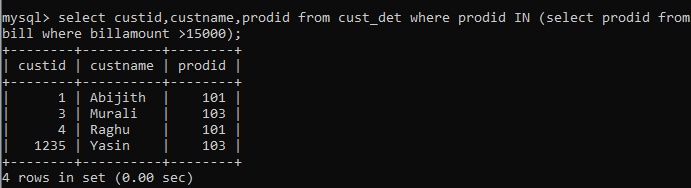 mysql> select custid,custname,prodid from cust_det where prodid IN (select prodid from
bill where billamount >15000);
+--------+----------+--------+
| custid | custname | prodid |
+--------+----------+--------+
|      1 | Abijith  |    101 |
|      3 | Murali   |    103 |
|      4 | Raghu    |    101 |
|   1235 | Yasin    |    103 |
+--------+----------+--------+
4 rows in set (0.00 sec)